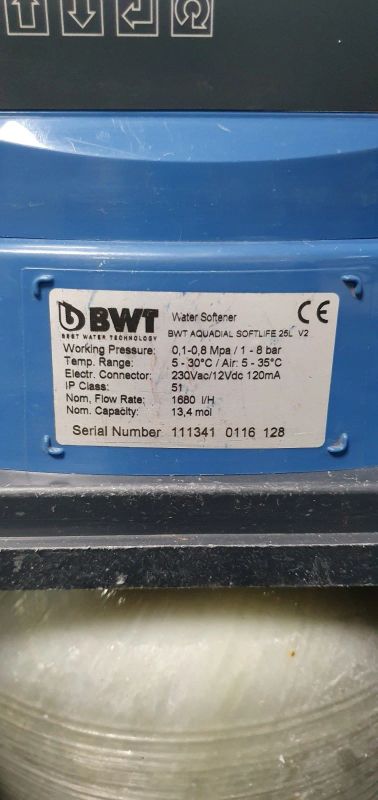 BWT
BEST WATER TECHNOLOGY
Water Softener
BWT AQUADIAL SOFTLIFE 25L V2
CE
Working Pressure: 0,1-0,8 Mpa / 1 - 8 bar
Temp. Range: 5 - 30°C / Air: 5 - 35°C
Electr. Connector: 230Vac/12Vdc 120mA
IP Class: 51
Nom, Flow Rate: 1680 l/H
Nom. Capacity: 13,4 mol
Serial Number 111341 0116 128